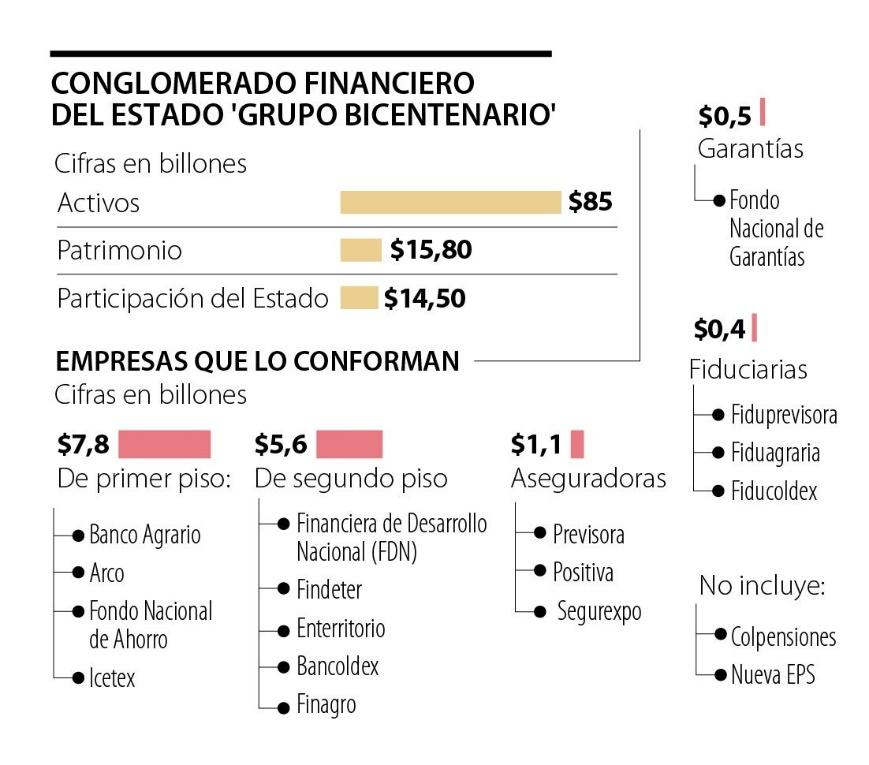 CONGLOMERADO FINANCIERO
DEL ESTADO 'GRUPO BICENTENARIO'
Cifras en billones
Activos $85
Patrimonio $15,80
Participación del Estado $14,50
EMPRESAS QUE LO CONFORMAN
Cifras en billones
$7,8
De primer piso:
Banco Agrario
Arco
Fondo Nacional
de Ahorro
Icetex
$5,6
De segundo piso
Financiera de Desarrollo
Nacional (FDN)
Findeter
Enterritorio
Bancoldex
Finagro
$1,1
Aseguradoras
Previsora
Positiva
Segurexpo
$0,5
Garantías
Fondo
Nacional de
Garantías
$0,4
Fiduciarias
Fiduprevisora
Fiduagraria
Fiducoldex
No incluye:
Colpensiones
Nueva EPS